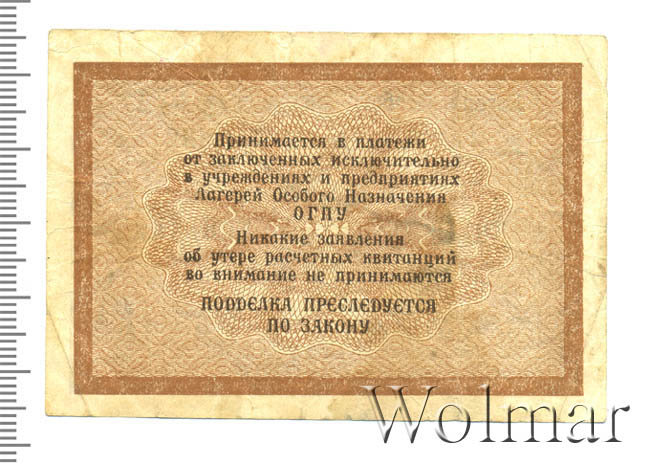 Принимается в платежи
от заключенных исключительно
в учреждениях и предприятиях
Лагерей Особого Назначения
ОГПУ
Никакие заявления
об утере расчетных квитанций
во внимание не принимаются
ПОДДЕЛКА ПРЕСЛЕДУЕТСЯ
ПО ЗАКОНУ
Wolmar